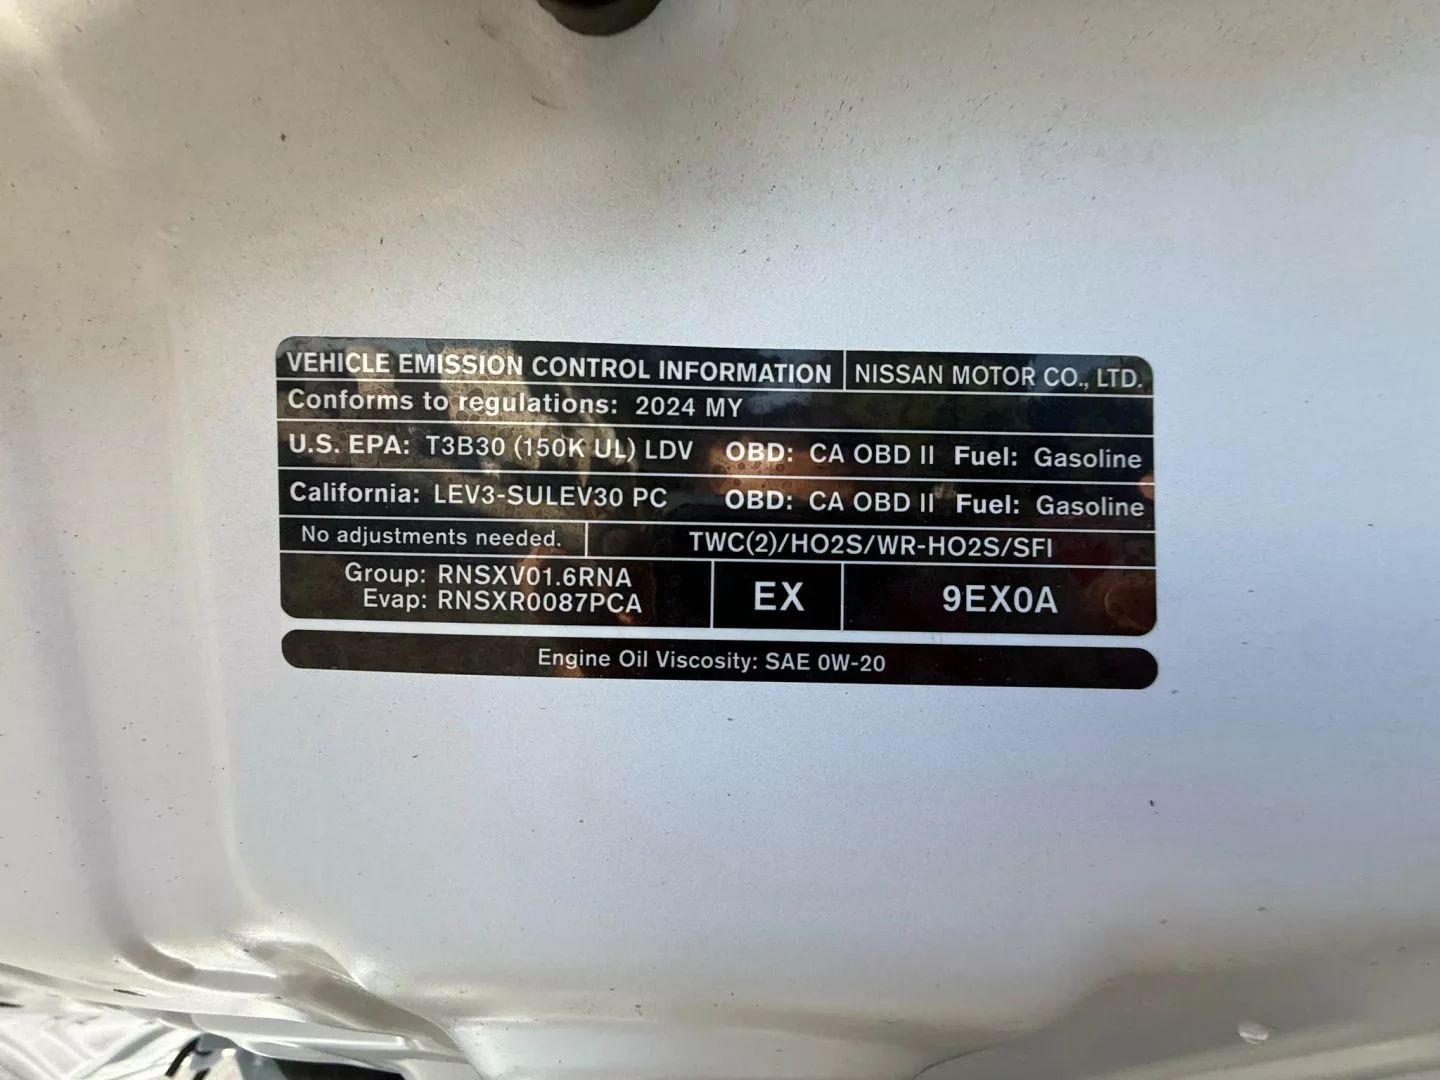 VEHICLE EMISSION CONTROL INFORMATION NISSAN MOTOR CO., LTD.
Conforms to regulations: 2024 MY
U.S. EPA: T3B30 (150K UL) LDV OBD: CA OBD II Fuel: Gasoline
California: LEV3-SULEV30 PC OBD: CA OBD II Fuel: Gasoline
No adjustments needed. TWC(2)/HO2S/WR-HO2S/SFI
Group: RNSXV01.6RNA
Evap: RNSXR0087PCA
EX 9EX0A
Engine Oil Viscosity: SAE 0W-20